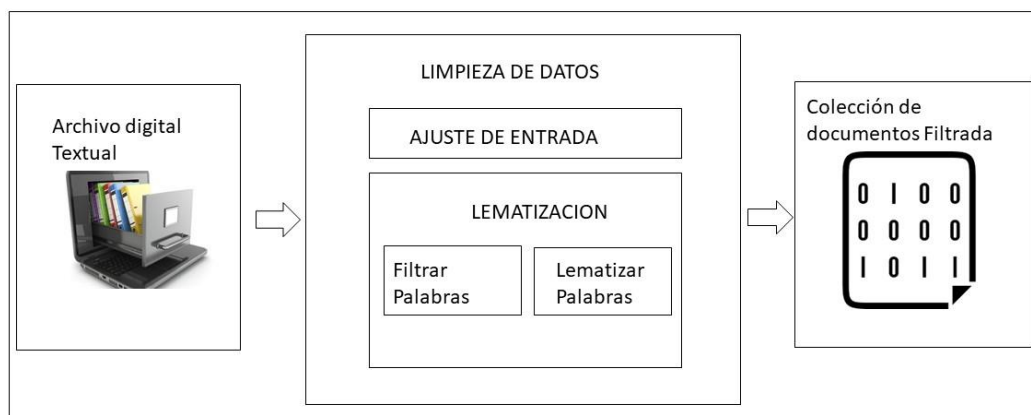 Archivo digital
Textual
LIMPIEZA DE DATOS
AJUSTE DE ENTRADA
LEMATIZACION
Filtrar
Palabras
Lematizar
Palabras
Colección de
documentos Filtrada
0 1 0 0
0 0 0 0
1 0 1 1